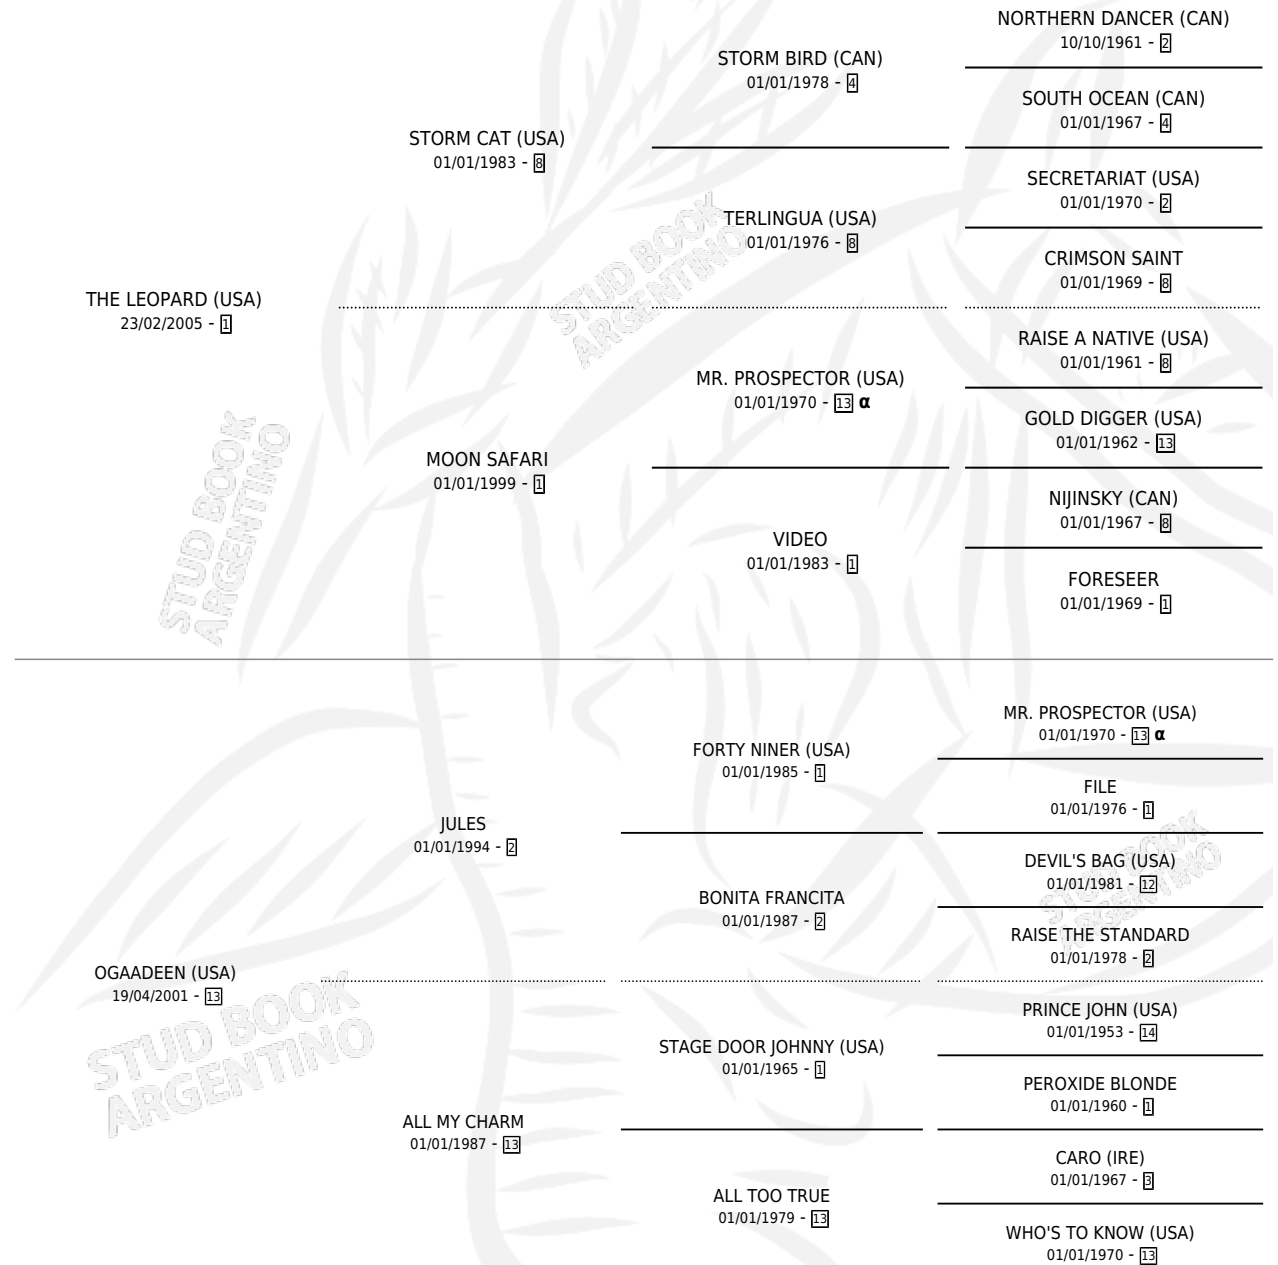 NORTHERN DANCER (CAN)
10/10/1961 - 2
STORM BIRD (CAN)
01/01/1978 - 4
SOUTH OCEAN (CAN)
01/01/1967 - 4
STORM CAT (USA)
01/01/1983 - 8
SECRETARIAT (USA)
01/01/1970 - 2
TERLINGUA (USA)
01/01/1976 - 8
CRIMSON SAINT
01/01/1969 - 8
THE LEOPARD (USA)
23/02/2005 - 1
RAISE A NATIVE (USA)
01/01/1961 - 8
MR. PROSPECTOR (USA)
01/01/1970 - 13 α
GOLD DIGGER (USA)
01/01/1962 - 13
MOON SAFARI
01/01/1999 - 1
NIJINSKY (CAN)
01/01/1967 - 8
VIDEO
01/01/1983 - 1
FORESEER
01/01/1969 - 1
STUD BOOK
ARGENTINO
STUD BOOK
ARGENTINO
MR. PROSPECTOR (USA)
01/01/1970 - 13 α
FORTY NINER (USA)
01/01/1985 - 1
FILE
01/01/1976 - 1
JULES
01/01/1994 - 2
DEVIL'S BAG (USA)
01/01/1981 - 12
BONITA FRANCITA
01/01/1987 - 2
RAISE THE STANDARD
01/01/1978 - 2
OGAADEEN (USA)
19/04/2001 - 13
PRINCE JOHN (USA)
01/01/1953 - 14
STAGE DOOR JOHNNY (USA)
01/01/1965 - 1
PEROXIDE BLONDE
01/01/1960 - 1
ALL MY CHARM
01/01/1987 - 13
CARO (IRE)
01/01/1967 - 3
ALL TOO TRUE
01/01/1979 - 13
WHO'S TO KNOW (USA)
01/01/1970 - 13
STUD BOOK
ARGENTINO
STUD BOOK
ARGENTINO